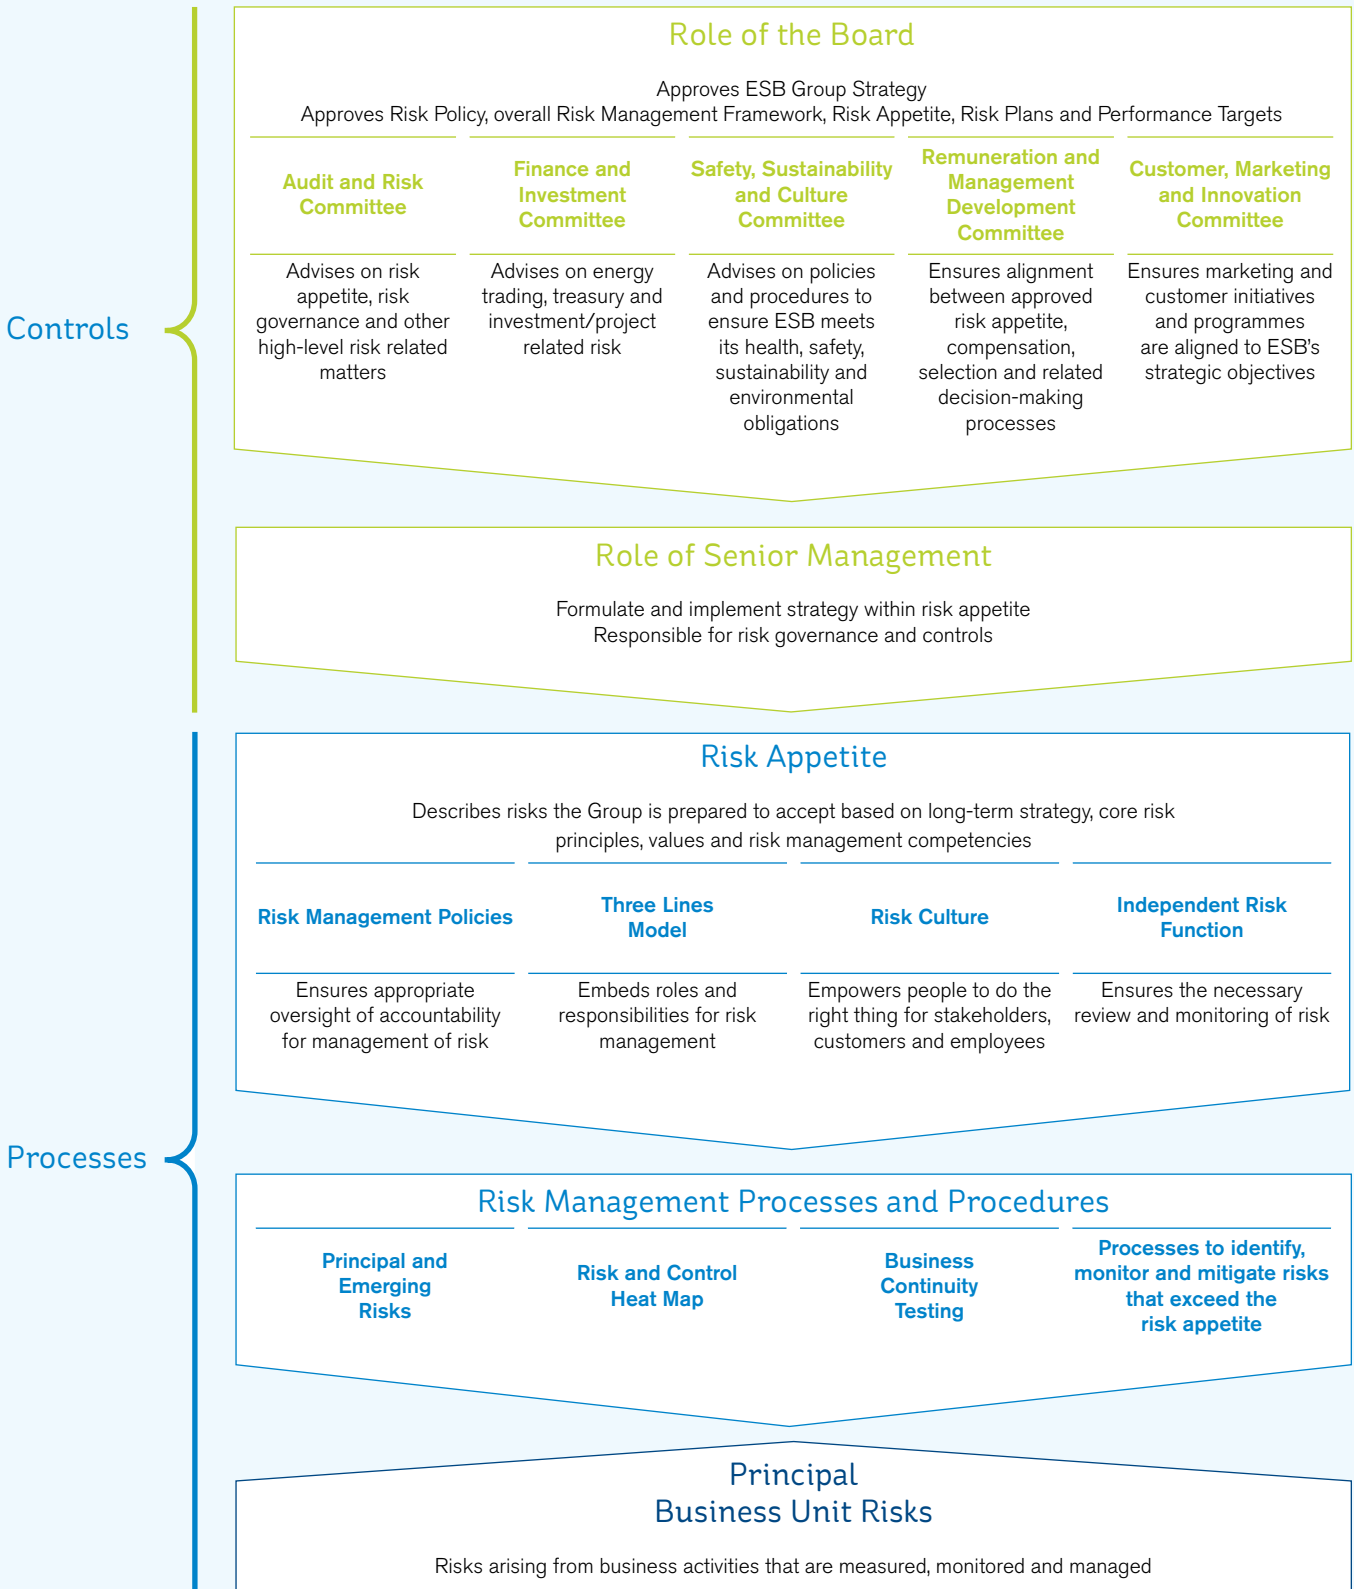 Role of the Board
Approves ESB Group Strategy
Approves Risk Policy, overall Risk Management Framework, Risk Appetite, Risk Plans and Performance Targets
Audit and Risk
Committee
Advises on risk
appetite, risk
governance and other
high-level risk related
matters
Finance and
Investment
Committee
Advises on energy
trading, treasury and
investment/project
related risk
Safety, Sustainability
and Culture
Committee
Advises on policies
and procedures to
ensure ESB meets
its health, safety,
sustainability and
environmental
obligations
Remuneration and
Management
Development
Committee
Ensures alignment
between approved
risk appetite,
compensation,
selection and related
decision-making
processes
Customer, Marketing
and Innovation
Committee
Ensures marketing and
customer initiatives
and programmes
are aligned to ESB's
strategic objectives
Controls
Role of Senior Management
Formulate and implement strategy within risk appetite
Responsible for risk governance and controls
Risk Appetite
Describes risks the Group is prepared to accept based on long-term strategy, core risk
principles, values and risk management competencies
Risk Management Policies
Ensures appropriate
oversight of accountability
for management of risk
Three Lines
Model
Embeds roles and
responsibilities for risk
management
Risk Culture
Empowers people to do the
right thing for stakeholders,
customers and employees
Independent Risk
Function
Ensures the necessary
review and monitoring of risk
Processes
Risk Management Processes and Procedures
Principal and
Emerging
Risks
Risk and Control
Heat Map
Business
Continuity
Testing
Processes to identify,
monitor and mitigate risks
that exceed the
risk appetite
Principal
Business Unit Risks
Risks arising from business activities that are measured, monitored and managed